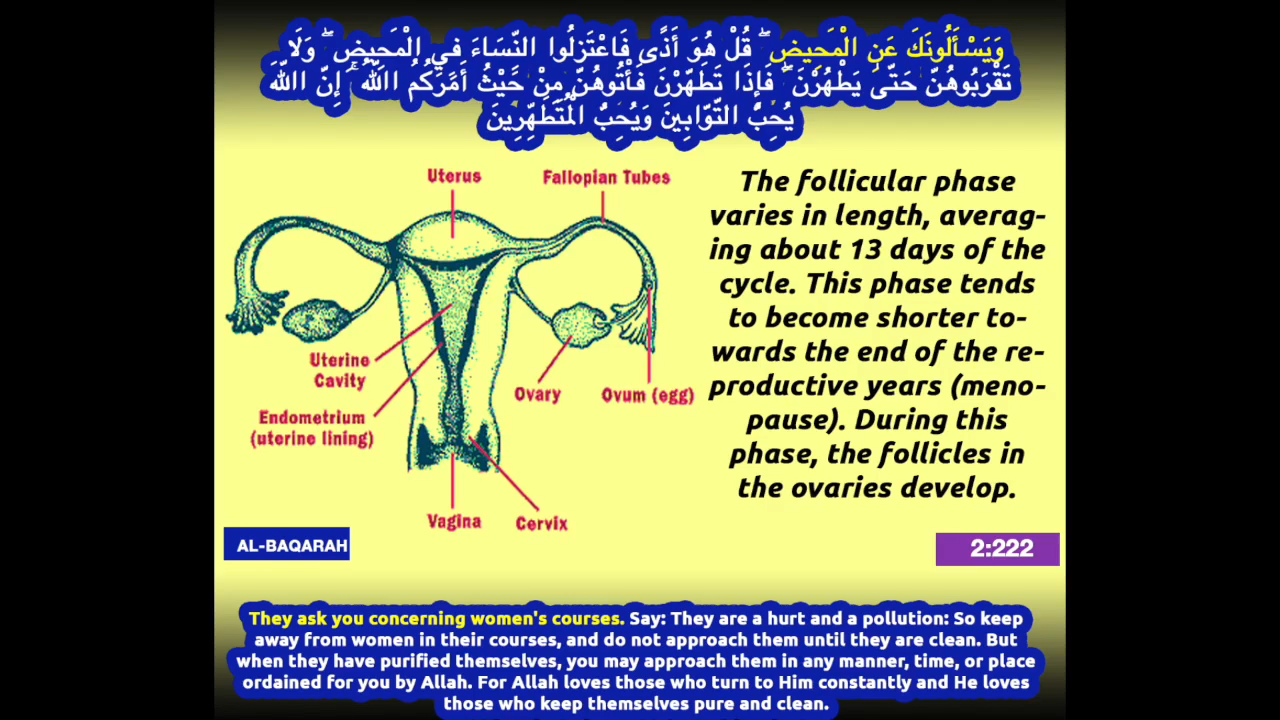 وَيَسْأَلُونَكَ عَنِ الْمَحِيضِ ۖ قُلْ هُوَ أَذًى فَاعْتَزِلُوا النِّسَاءَ فِي الْمَحِيضِ ۖ وَلَا
تَقْرَبُوهُنَّ حَتَّى يَطْهُرْنَ ۖ فَإِذَا تَطَهَّرْنَ فَأْتُوهُنَّ مِنْ حَيْثُ أَمَرَكُمُ اللَّهُ ۚ إِنَّ اللَّهَ
يُحِبُّ التَّوَّابِينَ وَيُحِبُّ الْمُتَطَهِّرِينَ
Uterus
Fallopian Tubes
Uterine
Cavity
Endometrium
(uterine lining)
Ovary
Ovum (egg)
Vagina
Cervix
The follicular phase
varies in length, averag-
ing about 13 days of the
cycle. This phase tends
to become shorter to-
wards the end of the re-
productive years (meno-
pause). During this
phase, the follicles in
the ovaries develop.
AL-BAQARAH
2:222
They ask you concerning women's courses. Say: They are a hurt and a pollution: So keep
away from women in their courses, and do not approach them until they are clean. But
when they have purified themselves, you may approach them in any manner, time, or place
ordained for you by Allah. For Allah loves those who turn to Him constantly and He loves
those who keep themselves pure and clean.